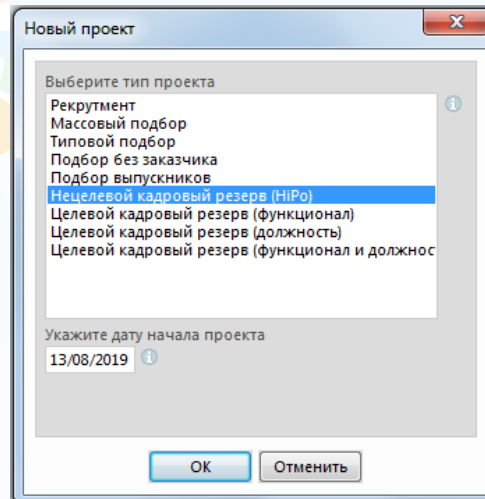 Новый проект
Выберите тип проекта
Рекрутмент
Массовый подбор
Типовой подбор
Подбор без заказчика
Подбор выпускников
Нецелевой кадровый резерв (HiPo)
Целевой кадровый резерв (функционал)
Целевой кадровый резерв (должность)
Целевой кадровый резерв (функционал и должнос
Укажите дату начала проекта
13/08/2019
ОК Отменить